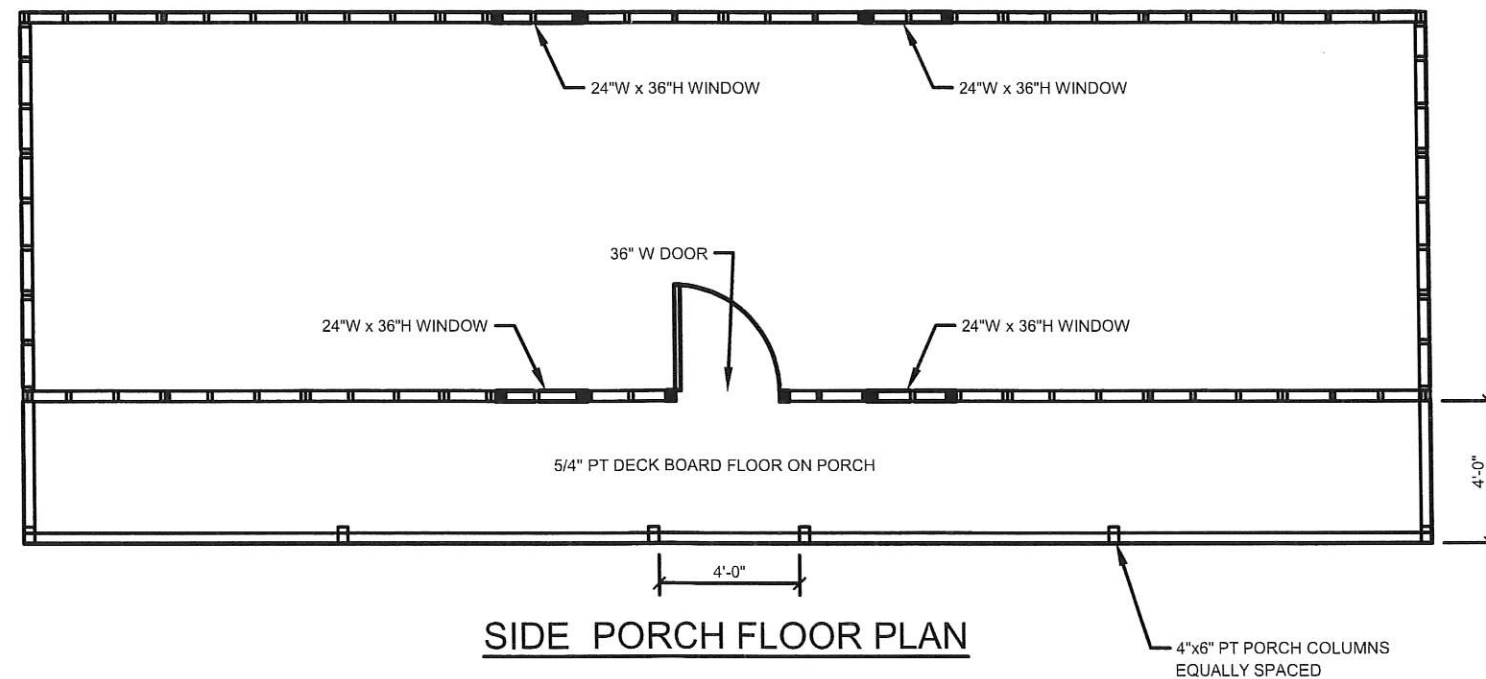 24"W x 36"H WINDOW
24"W x 36"H WINDOW
36" W DOOR
24"W x 36"H WINDOW
24"W x 36"H WINDOW
5/4" PT DECK BOARD FLOOR ON PORCH
4'-0"
4'-0"
SIDE PORCH FLOOR PLAN
4"x6" PT PORCH COLUMNS
EQUALLY SPACED